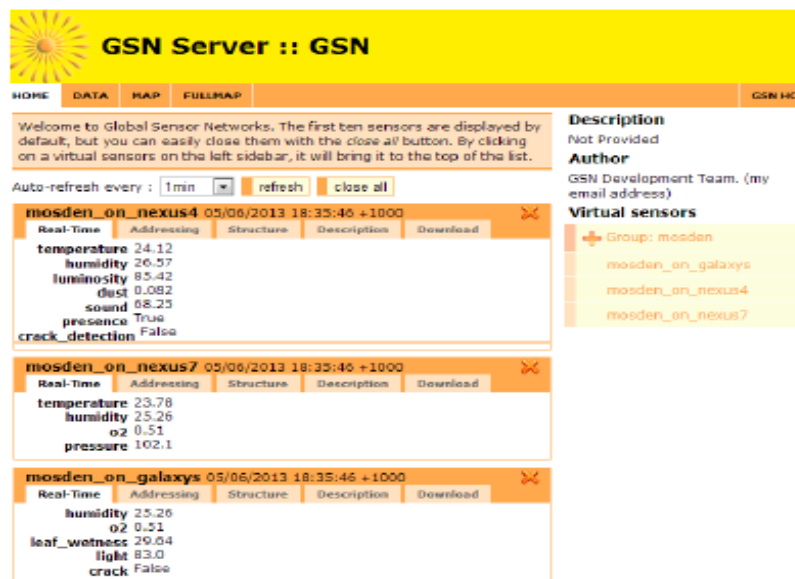 GSN Server :: GSN
HOME DATA MAP FULLMAP GSN HO
Welcome to Global Sensor Networks. The first ten sensors are displayed by
default, but you can easily close them with the close all button. By clicking
on a virtual sensors on the left sidebar, it will bring it to the top of the list.
Auto-refresh every : 1min refresh close all
mosden_on_nexus4 05/06/2013 18:35:46 +1000
Real-Time Addressing Structure Description Download
temperature 24.12
humidity 26.57
luminosity 85.42
dust 0.082
sound 68.25
presence True
crack_detection False
mosden_on_nexus7 05/06/2013 18:35:46 +1000
Real-Time Addressing Structure Description Download
temperature 23.78
humidity 25.26
o2 0.51
pressure 102.1
mosden_on_galaxys 05/06/2013 18:35:46 +1000
Real-Time Addressing Structure Description Download
humidity 25.26
o2 0.51
leaf_wetness 29.64
light 83.0
crack False
Description
Not Provided
Author
GSN Development Team. (my
email address)
Virtual sensors
Group: mosden
mosden_on_galaxys
mosden_on_nexus4
mosden_on_nexus7